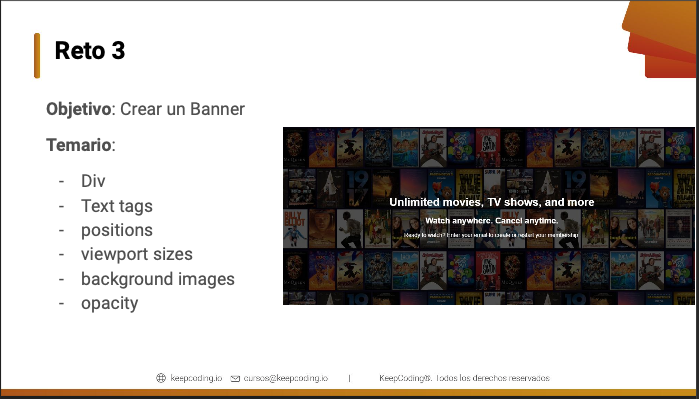 Reto 3
Objetivo: Crear un Banner
Temario:
- Div
- Text tags
- positions
- viewport sizes
- background images
- opacity
Unlimited movies, TV shows, and more
Watch anywhere. Cancel anytime.
Ready to watch? Enter your email to create or restart your membership
BILLY
ELLIOT
keepcoding.io cursos@keepcoding.io | KeepCoding®. Todos los derechos reservados